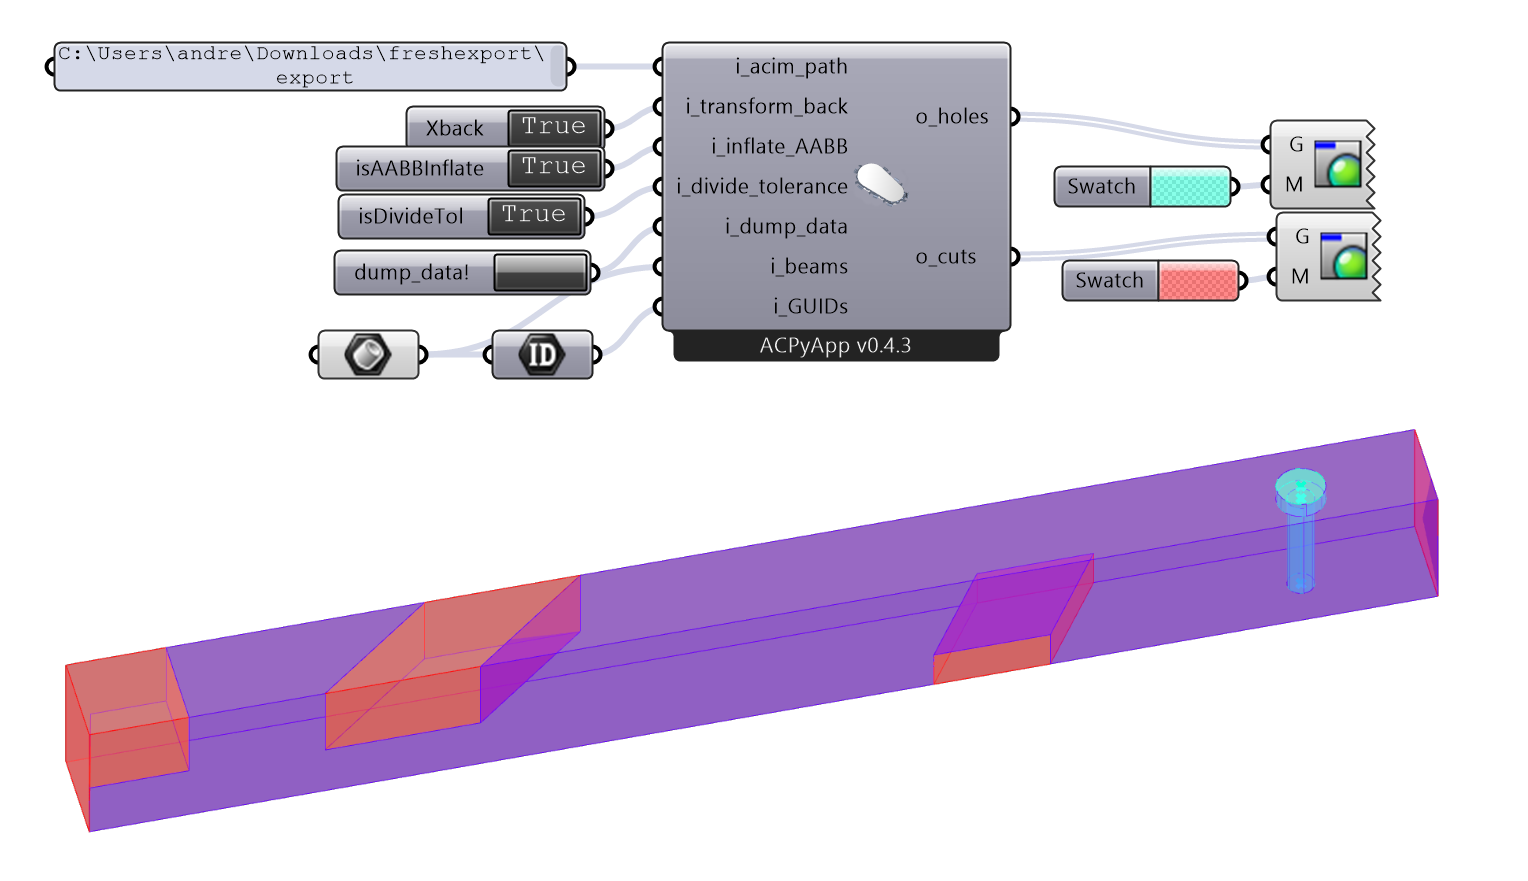 C:\Users\andre\Downloads\freshexport\
export
Xback True
isAABBInflate True
isDivideTol True
dump_data!
ID
i_acim_path
i_transform_back
i_inflate_AABB
i_divide_tolerance
i_dump_data
i_beams
i_GUIDs
o_holes
o_cuts
ACPyApp v0.4.3
Swatch
G
M
Swatch
G
M